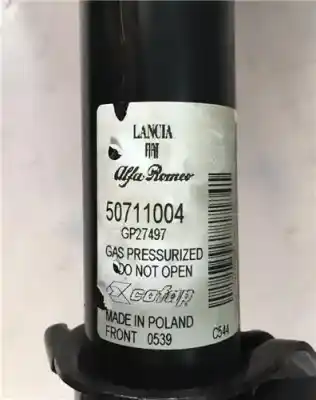 LANCIA
FIAT
Alfa Romeo
50711004
GP27497
GAS PRESSURIZED
DO NOT OPEN
cofap
MADE IN POLAND
FRONT 0539
C544